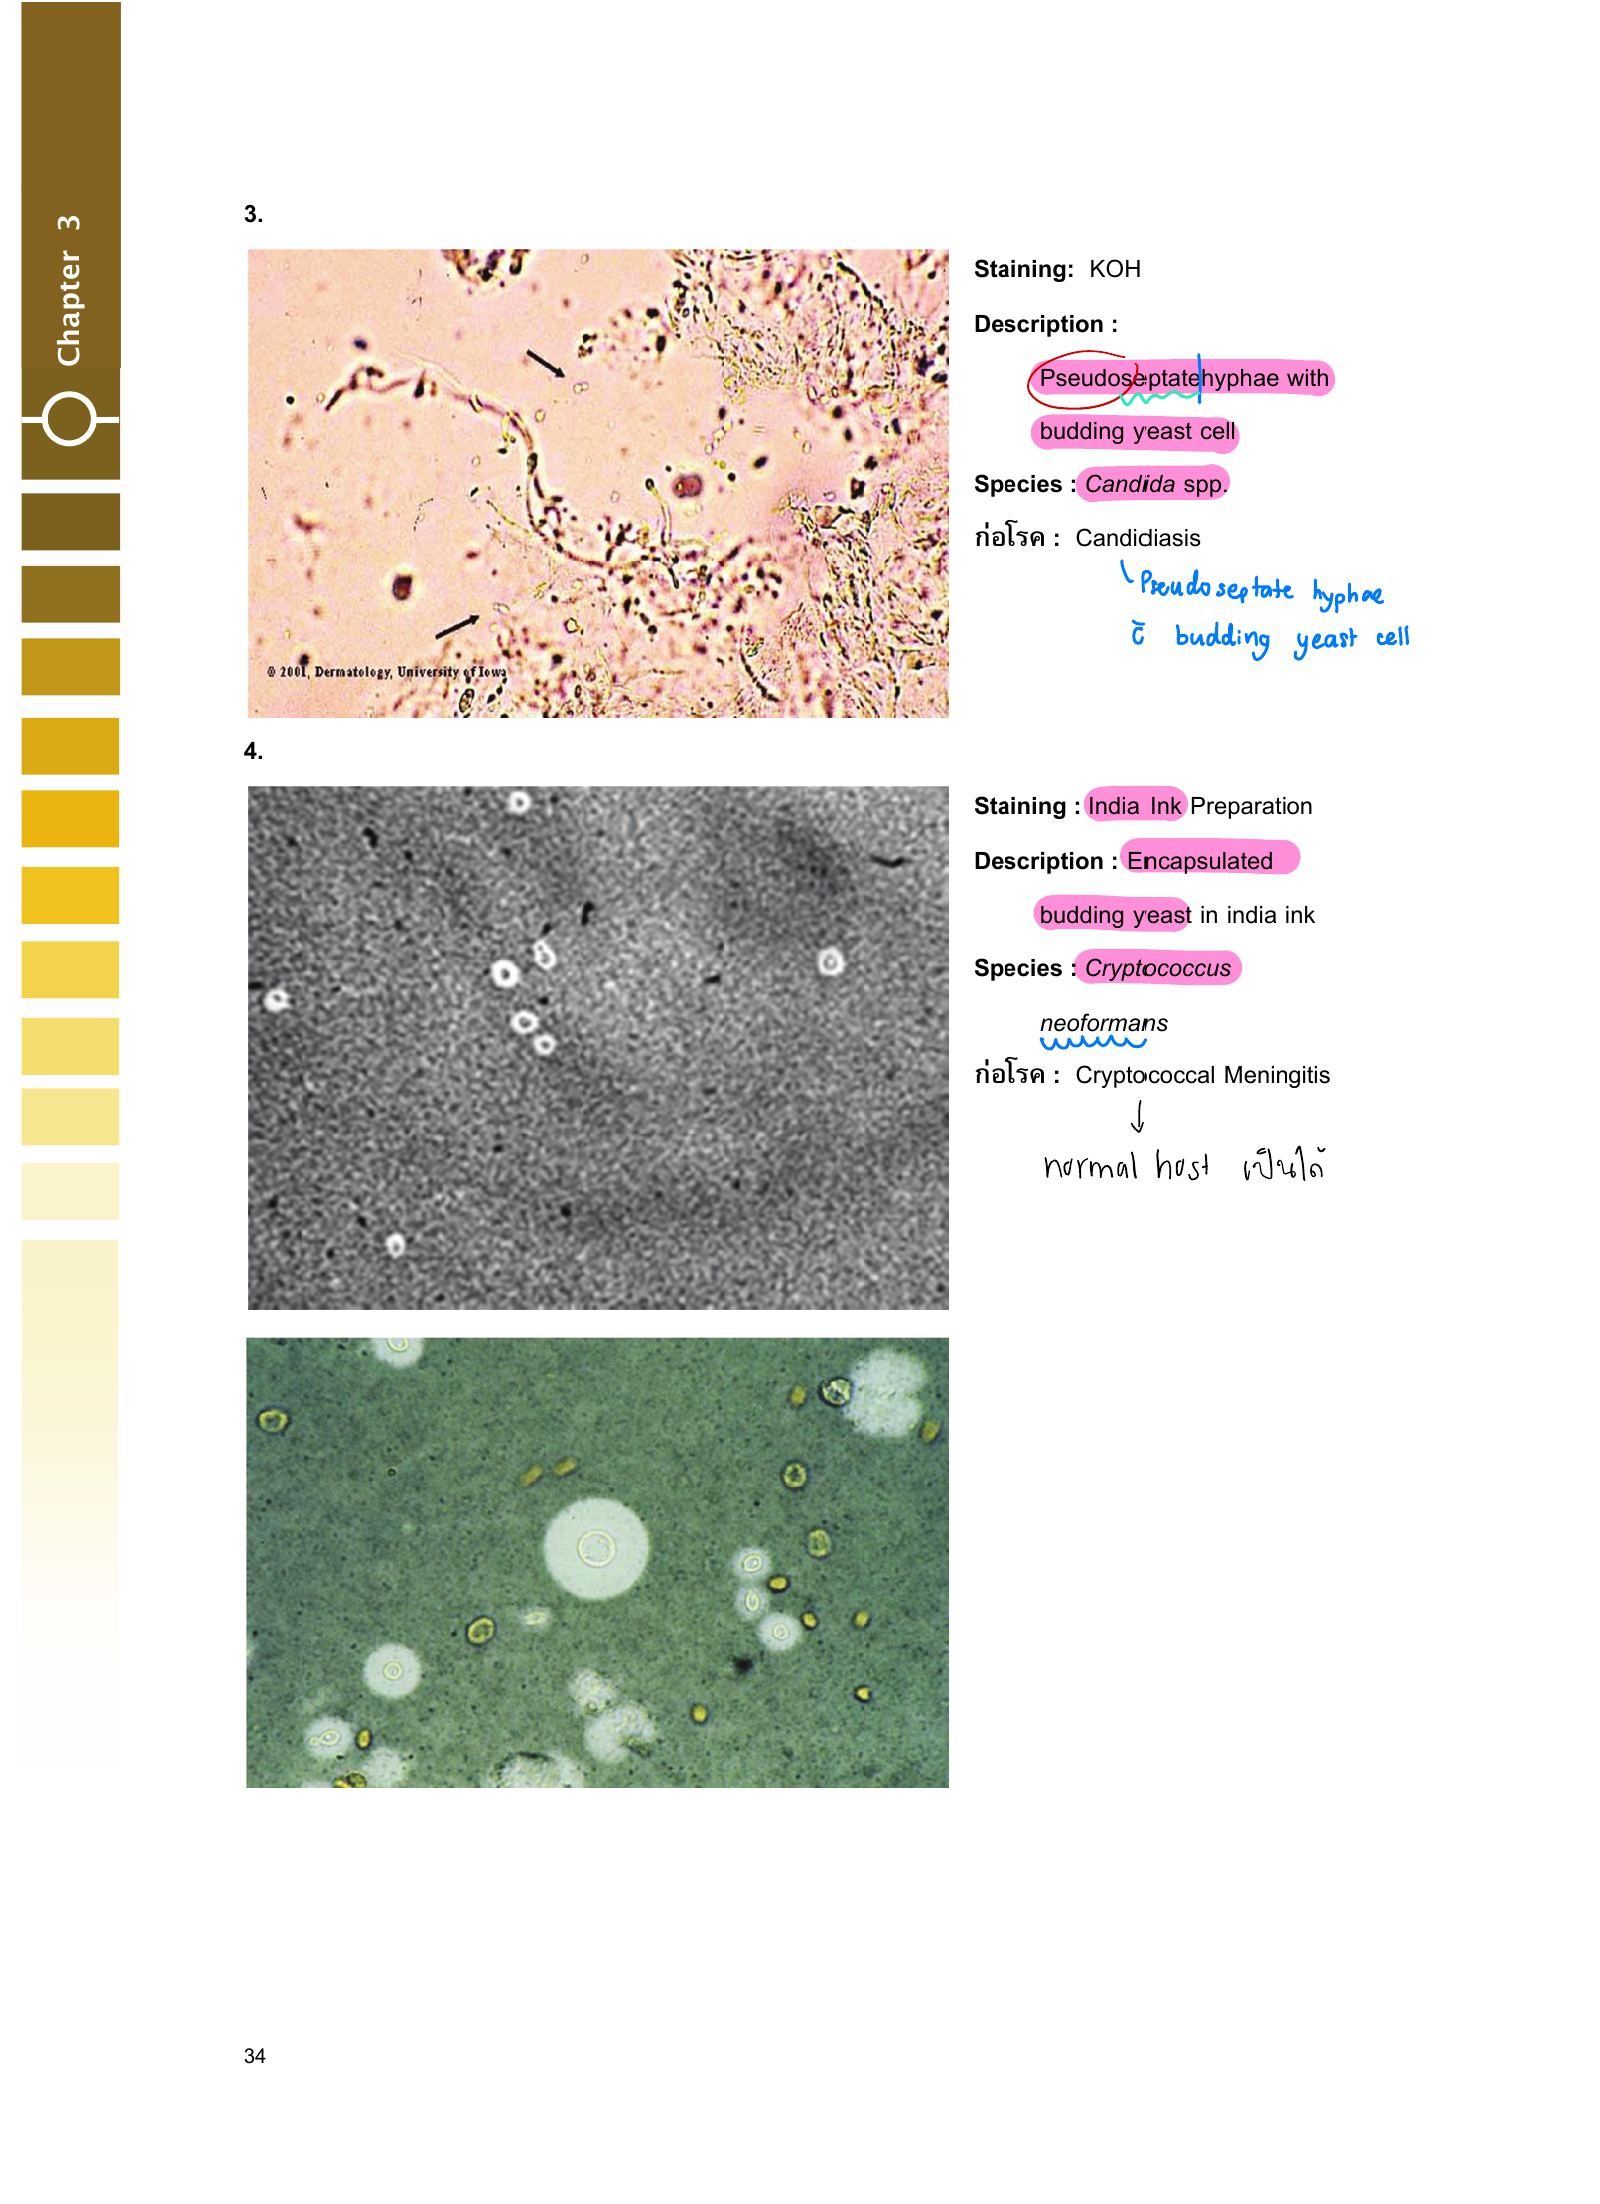 Chapter 3
3.
© 2001, Dermatology, University of Iowa
Staining: KOH
Description :
Pseudoseptatehyphae with
budding yeast cell
Species : Candida spp.
ก่อโรค : Candidiasis
Pseudoseptate hyphae
c̄ budding yeast cell
4.
Staining : India Ink Preparation
Description : Encapsulated
budding yeast in india ink
Species : Cryptococcus
neoformans
ก่อโรค : Cryptococcal Meningitis
↓
normal host เป็นได้
34